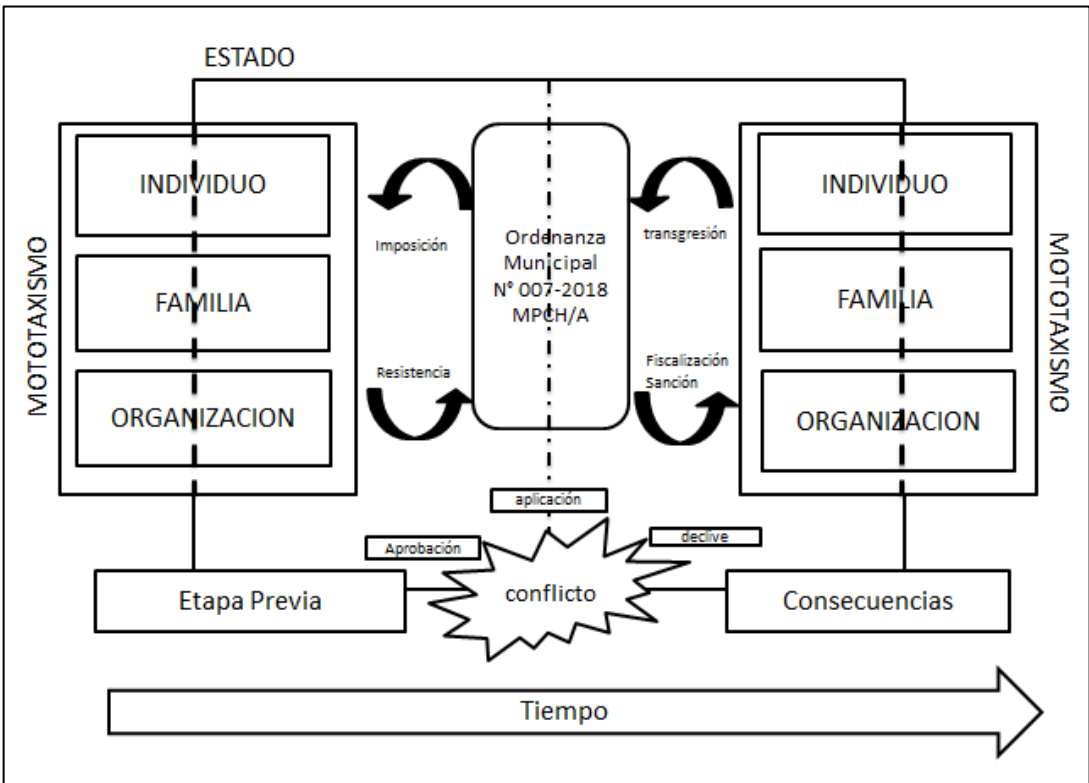 ESTADO
MOTOTAXISMO
INDIVIDUO
FAMILIA
ORGANIZACION
Imposición
Resistencia
Ordenanza
Municipal
N° 007-2018
MPCH/A
transgresión
Fiscalización
Sanción
INDIVIDUO
FAMILIA
ORGANIZACION
MOTOTAXISMO
aplicación
Aprobación
declive
Etapa Previa
conflicto
Consecuencias
Tiempo